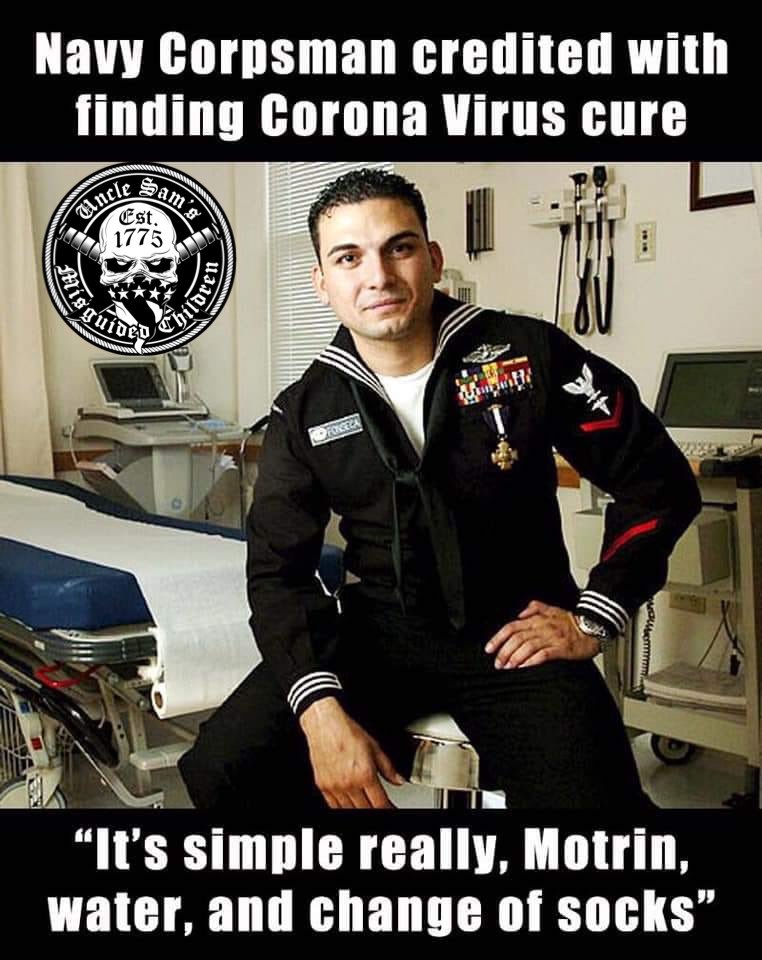 Navy Corpsman credited with
finding Corona Virus cure
Uncle Sam's
Est.
1775
Misguided Children
FONSECA
“It’s simple really, Motrin,
water, and change of socks”